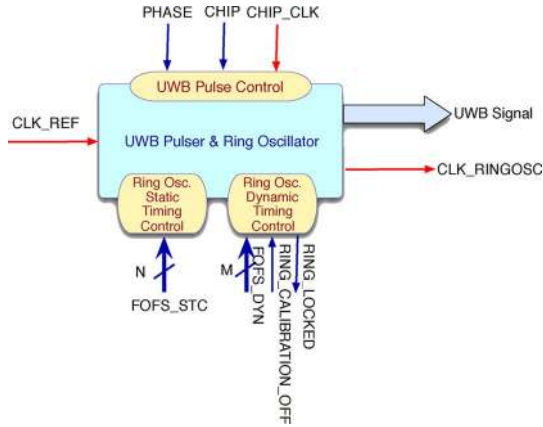 PHASE CHIP CHIP_CLK
UWB Pulse Control
CLK_REF
UWB Pulser & Ring Oscillator
UWB Signal
CLK_RINGOSC
Ring Osc.
Static
Timing
Control
Ring Osc.
Dynamic
Timing
Control
N
FOFS_STC
M
FOFS_DYN
RING_CALIBRATION_OFF
RING_LOCKED